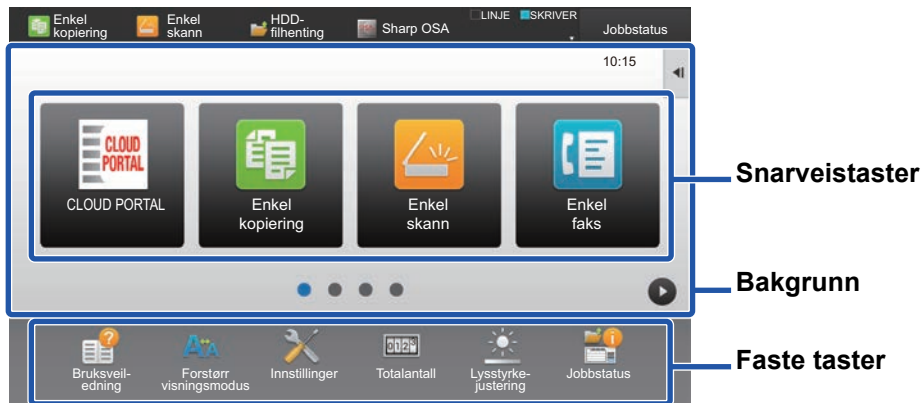 Enkel
kopiering
Enkel
skann
HDD-
filhenting
Sharp OSA
LINJE
SKRIVER
Jobbstatus
10:15
CLOUD
PORTAL
CLOUD PORTAL
Enkel
kopiering
Enkel
skann
Enkel
faks
Snarveistaster
Bakgrunn
Bruksveil-
edning
Forstørr
visningsmodus
Innstillinger
Totalantall
Lysstyrke-
justering
Jobbstatus
Faste taster